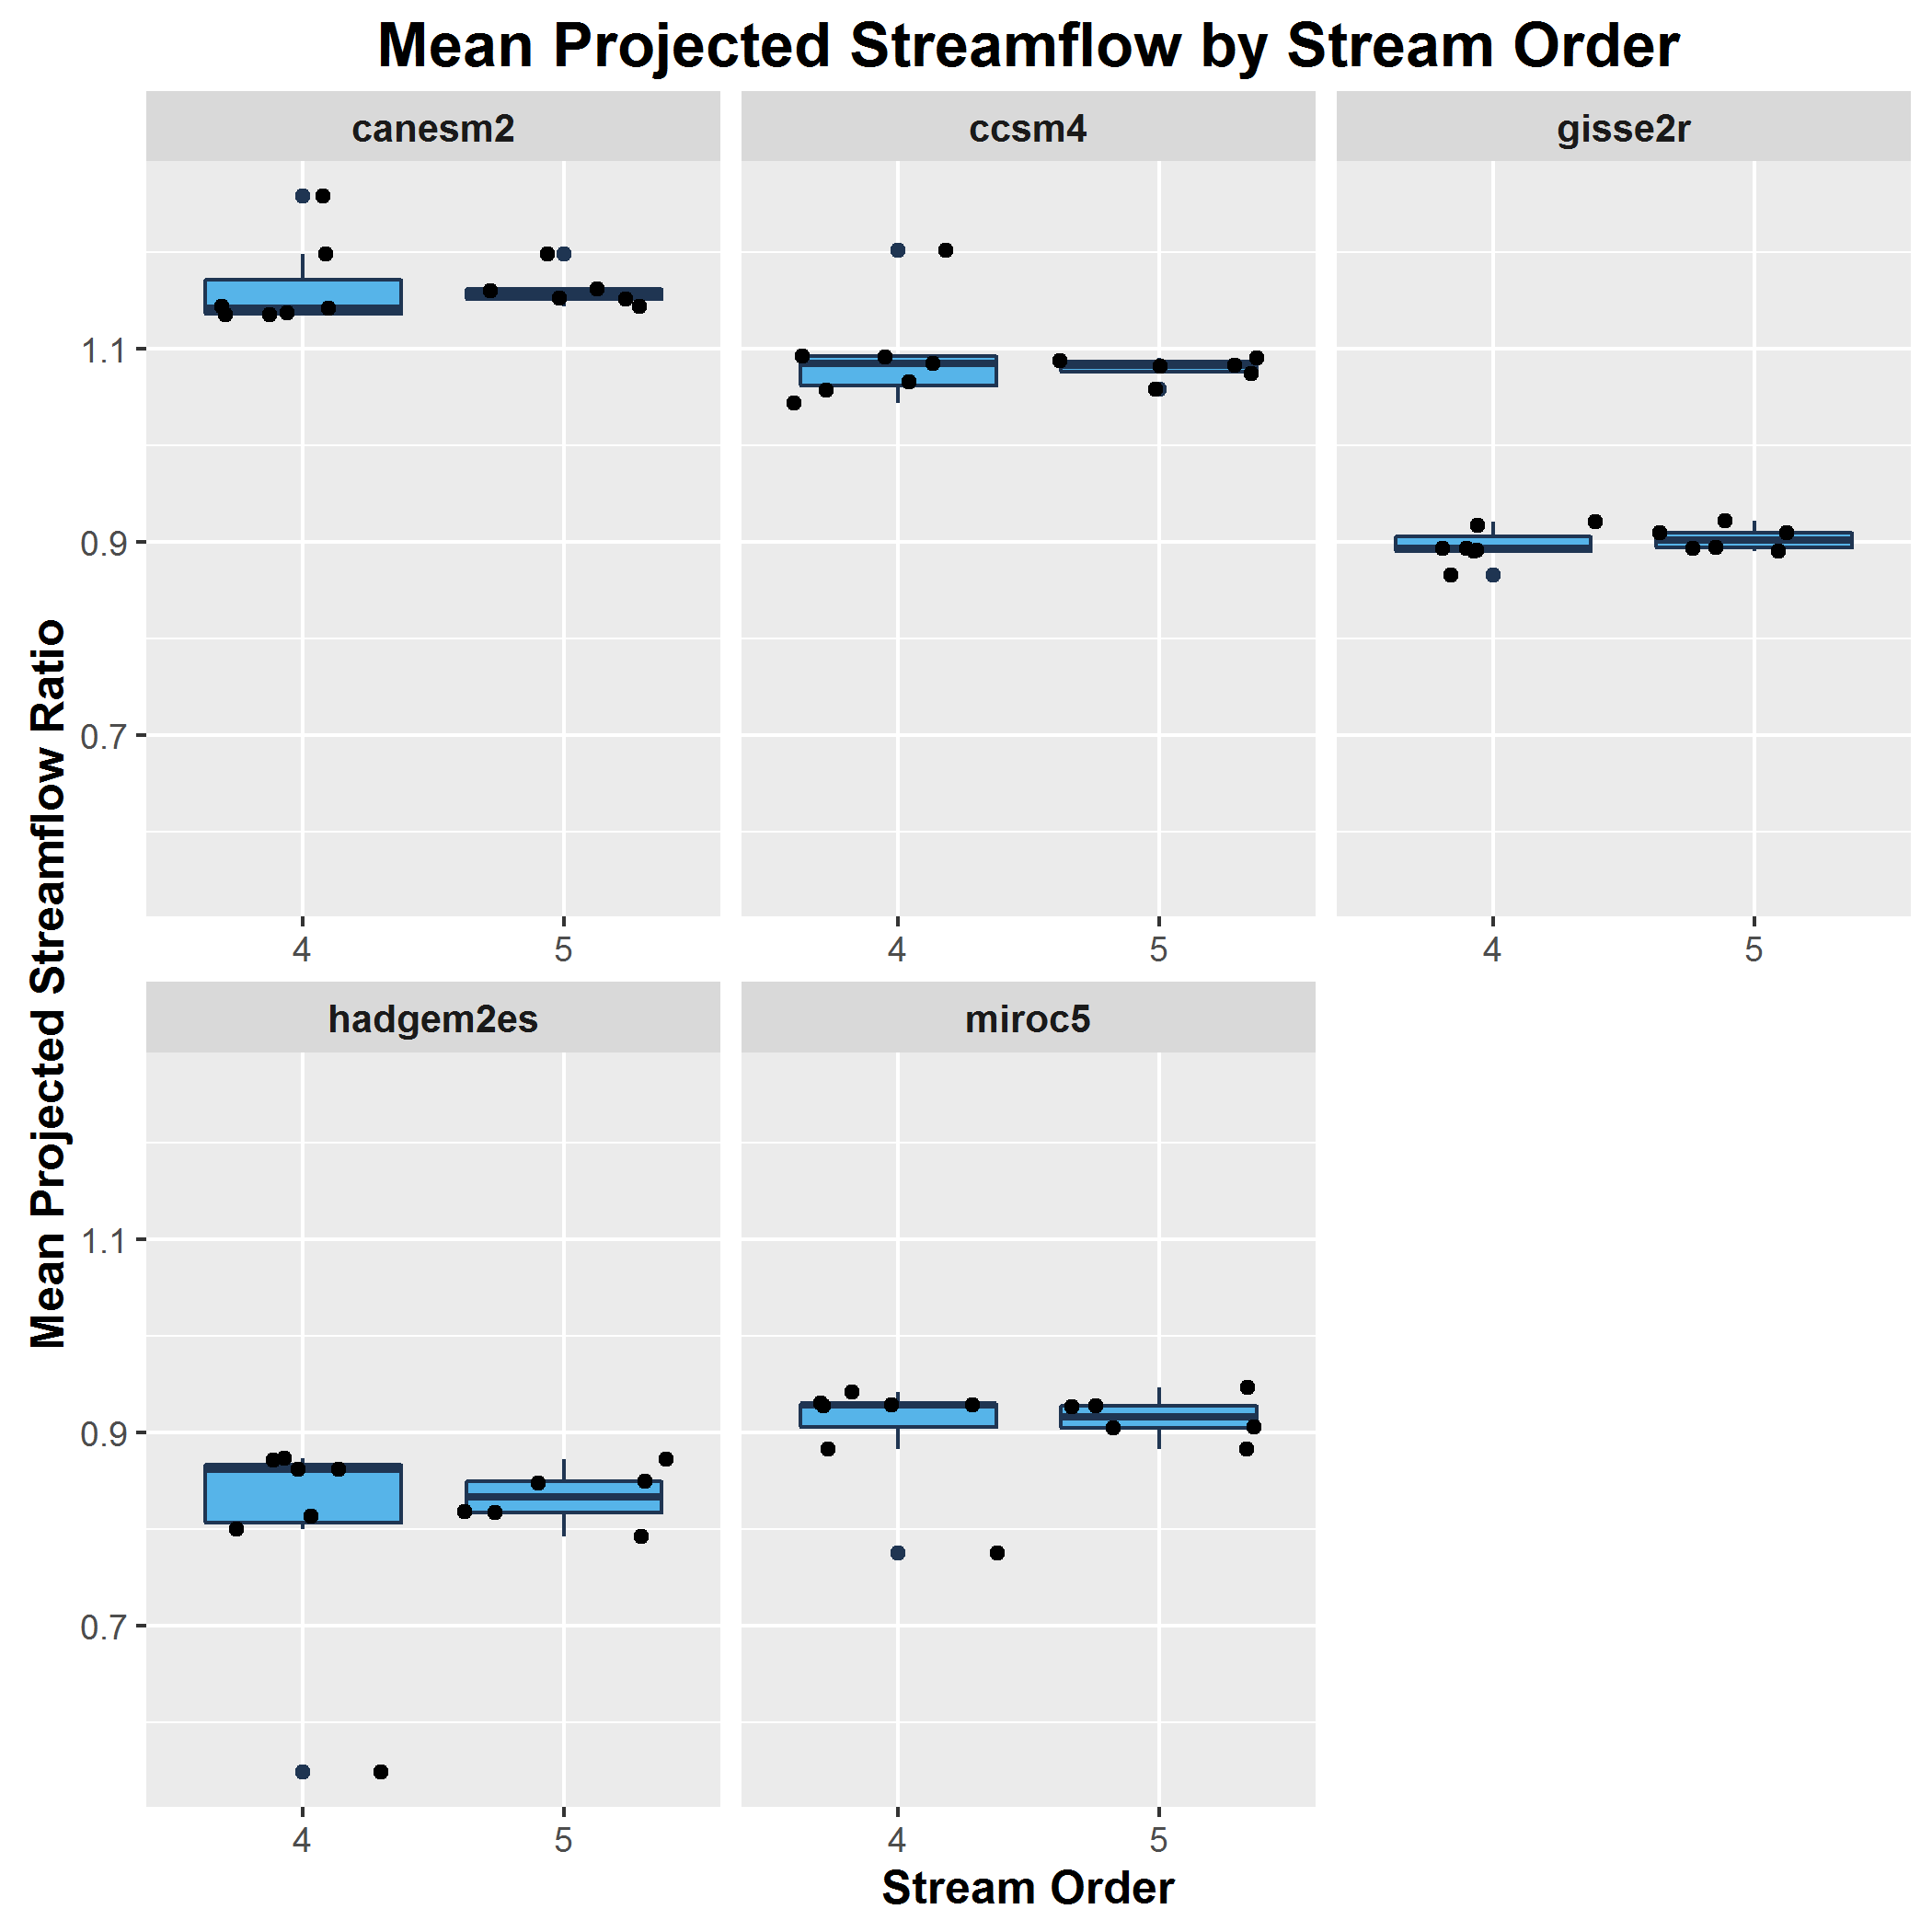 Mean Projected Streamflow by Stream Order
canesm2 ccsm4 gisse2r
Mean Projected Streamflow Ratio
1.1
0.9
0.7
4 5 4 5 4 5
hadgem2es miroc5
1.1
0.9
0.7
4 5 4 5
Stream Order